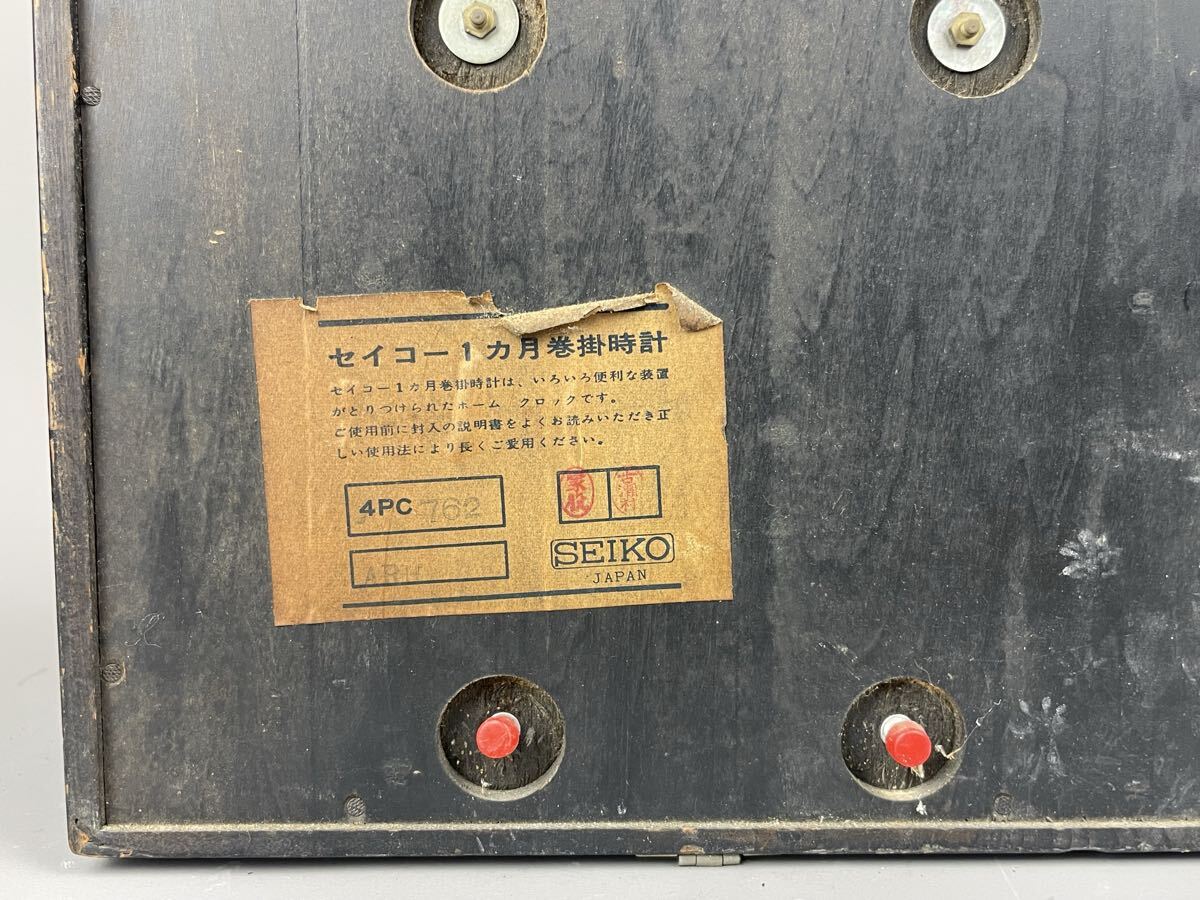 セイコー1カ月巻掛時計
セイコー1カ月巻掛時計は、いろいろ便利な装置
がとりつけられたホーム　クロックです。
ご使用前に封入の説明書をよくお読みいただき正
しい使用法により長くご愛用ください。
4PC 762
SEIKO
JAPAN